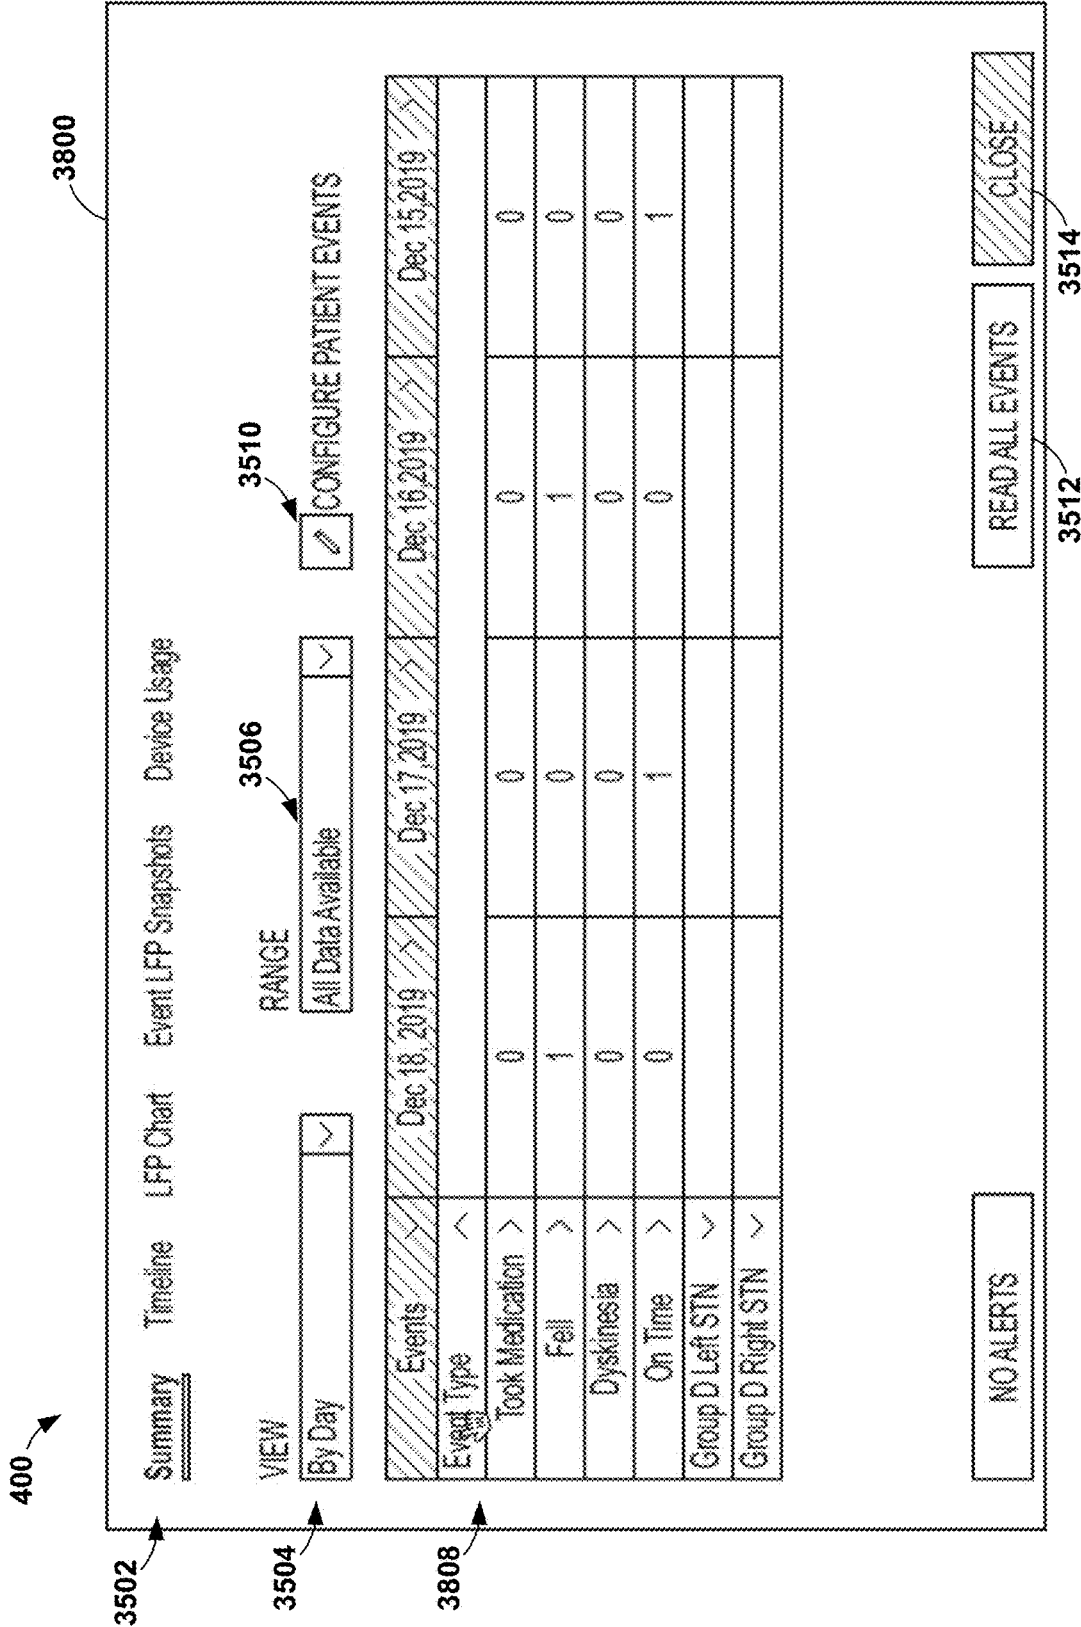 400
3800
3502
Summary Timeline LFP Chart Event LFP Snapshots Device Usage
3504
VIEW RANGE
3506
3510
By Day All Data Available CONFIGURE PATIENT EVENTS
Events Dec 18, 2019 Dec 17,2019 Dec 16,2019 Dec 15,2019
3808
Event Type
Took Medication 0 0 0 0
Fell 1 0 1 0
Dyskinesia 0 0 0 0
On Time 0 1 0 1
Group D Left STN
Group D Right STN
NO ALERTS READ ALL EVENTS CLOSE
3512
3514